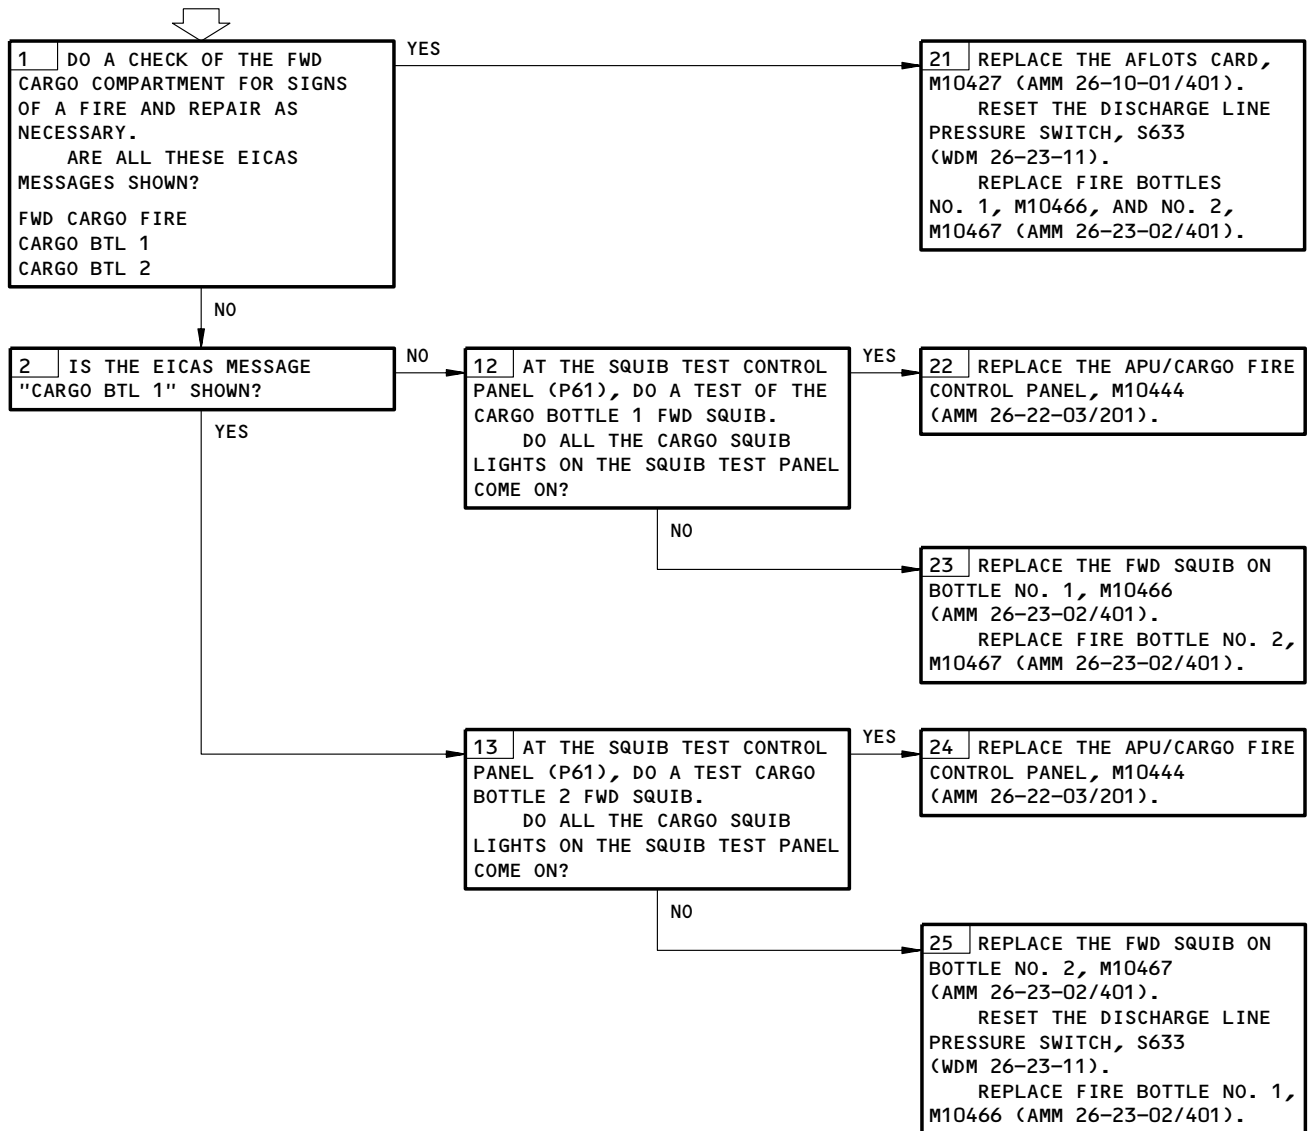 1 DO A CHECK OF THE FWD
CARGO COMPARTMENT FOR SIGNS
OF A FIRE AND REPAIR AS
NECESSARY.
ARE ALL THESE EICAS
MESSAGES SHOWN?
FWD CARGO FIRE
CARGO BTL 1
CARGO BTL 2
YES
21 REPLACE THE AFLOTS CARD,
M10427 (AMM 26-10-01/401).
RESET THE DISCHARGE LINE
PRESSURE SWITCH, S633
(WDM 26-23-11).
REPLACE FIRE BOTTLES
NO. 1, M10466, AND NO. 2,
M10467 (AMM 26-23-02/401).
NO
2 IS THE EICAS MESSAGE
"CARGO BTL 1" SHOWN?
NO
12 AT THE SQUIB TEST CONTROL
PANEL (P61), DO A TEST OF THE
CARGO BOTTLE 1 FWD SQUIB.
DO ALL THE CARGO SQUIB
LIGHTS ON THE SQUIB TEST PANEL
COME ON?
YES
22 REPLACE THE APU/CARGO FIRE
CONTROL PANEL, M10444
(AMM 26-22-03/201).
YES
NO
23 REPLACE THE FWD SQUIB ON
BOTTLE NO. 1, M10466
(AMM 26-23-02/401).
REPLACE FIRE BOTTLE NO. 2,
M10467 (AMM 26-23-02/401).
13 AT THE SQUIB TEST CONTROL
PANEL (P61), DO A TEST CARGO
BOTTLE 2 FWD SQUIB.
DO ALL THE CARGO SQUIB
LIGHTS ON THE SQUIB TEST PANEL
COME ON?
YES
24 REPLACE THE APU/CARGO FIRE
CONTROL PANEL, M10444
(AMM 26-22-03/201).
NO
25 REPLACE THE FWD SQUIB ON
BOTTLE NO. 2, M10467
(AMM 26-23-02/401).
RESET THE DISCHARGE LINE
PRESSURE SWITCH, S633
(WDM 26-23-11).
REPLACE FIRE BOTTLE NO. 1,
M10466 (AMM 26-23-02/401).